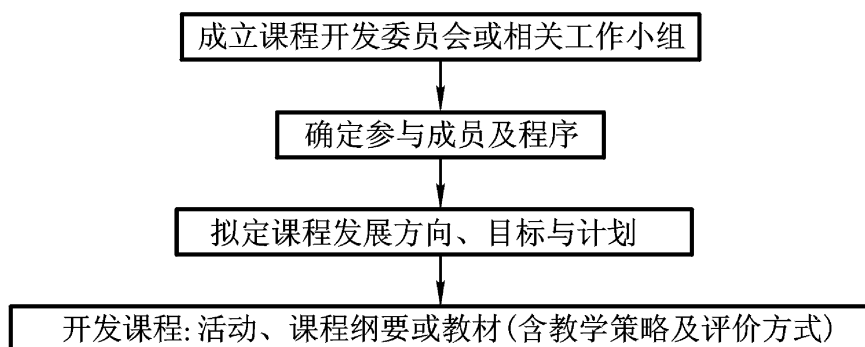 成立课程开发委员会或相关工作小组
确定参与成员及程序
拟定课程发展方向、目标与计划
开发课程:活动、课程纲要或教材(含教学策略及评价方式)